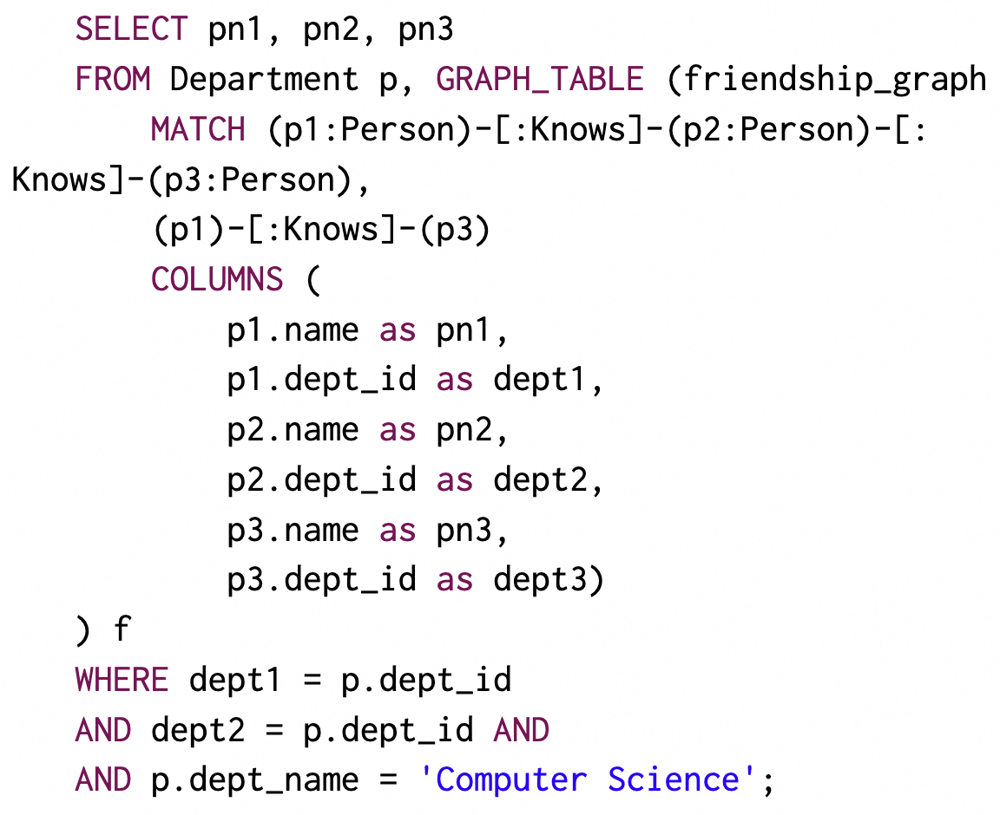 SELECT pn1, pn2, pn3
FROM Department p, GRAPH_TABLE (friendship_graph
MATCH (p1:Person)-[:Knows]-(p2:Person)-[:
Knows]-(p3:Person),
(p1)-[:Knows]-(p3)
COLUMNS (
p1.name as pn1,
p1.dept_id as dept1,
p2.name as pn2,
p2.dept_id as dept2,
p3.name as pn3,
p3.dept_id as dept3)
) f
WHERE dept1 = p.dept_id
AND dept2 = p.dept_id AND
AND p.dept_name = 'Computer Science';